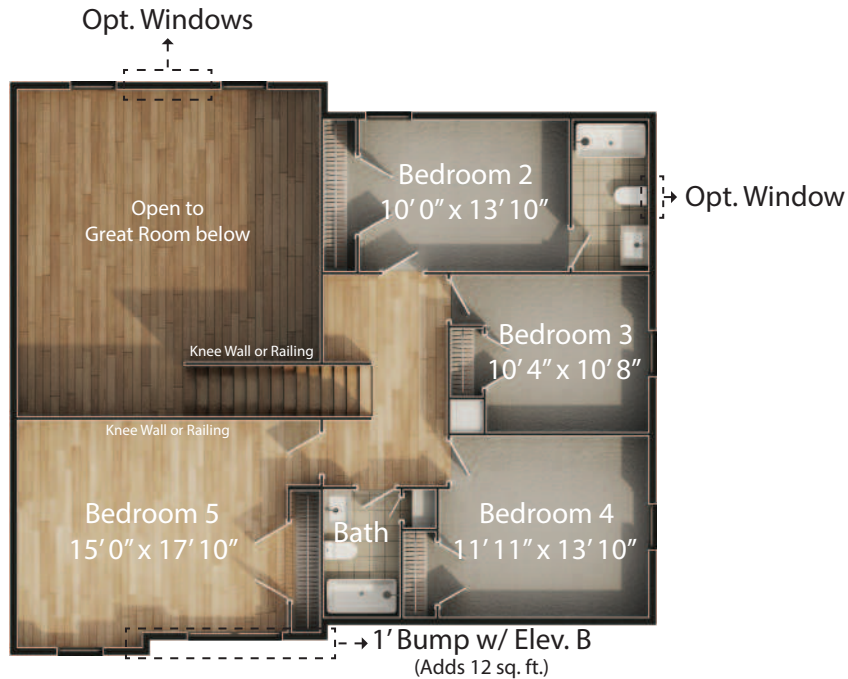 Opt. Windows
Bedroom 2
10’ 0” x 13’ 10”
Open to
Great Room below
Opt. Window
Bedroom 3
10’ 4” x 10’ 8”
Knee Wall or Railing
Knee Wall or Railing
Bedroom 5
15’ 0” x 17’ 10”
Bath
Bedroom 4
11’ 11” x 13’ 10”
1’ Bump w/ Elev. B
(Adds 12 sq. ft.)